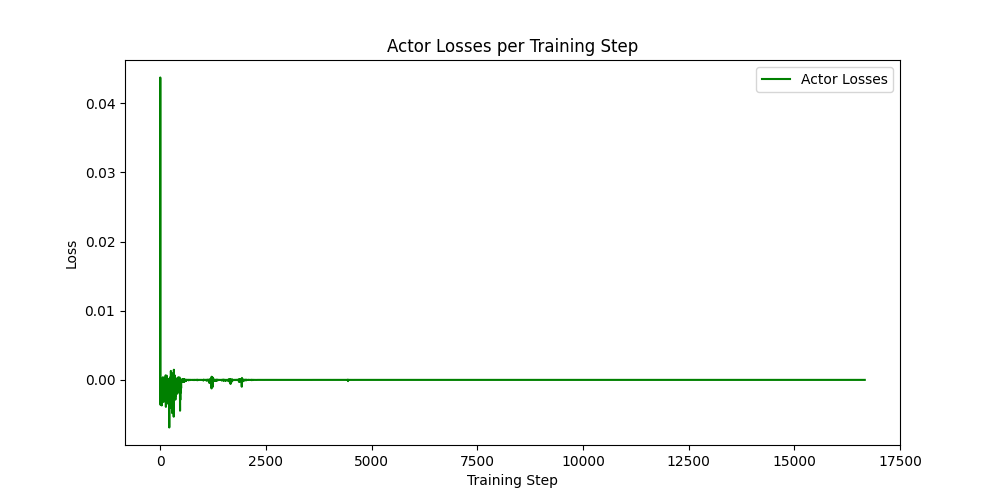 Actor Losses per Training Step
Actor Losses
Loss
0.04
0.03
0.02
0.01
0.00
0 2500 5000 7500 10000 12500 15000 17500
Training Step